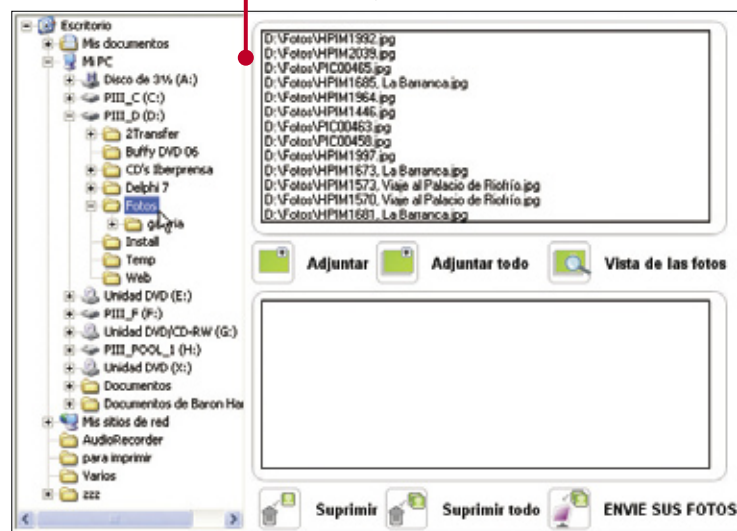 Escritorio
Mis documentos
Mi PC
Disco de 3½ (A:)
PIII_C (C:)
PIII_D (D:)
2Transfer
Buffy DVD 06
CD's Iberprensa
Delphi 7
Fotos
Install
Temp
Web
Unidad DVD (E:)
PIII_F (F:)
Unidad DVD/CD-RW (G:)
PIII_POOL_1 (H:)
Unidad DVD (X:)
Documentos
Documentos de Baron Ha
Mis sitios de red
AudioRecorder
para imprimir
Varios
zzz
D:\Fotos\HPIM1992.jpg
D:\Fotos\HPIM2039.jpg
D:\Fotos\PIC00465.jpg
D:\Fotos\HPIM1685, La Barranca.jpg
D:\Fotos\HPIM1964.jpg
D:\Fotos\HPIM1446.jpg
D:\Fotos\PIC00463.jpg
D:\Fotos\PIC00458.jpg
D:\Fotos\HPIM1997.jpg
D:\Fotos\HPIM1673, La Barranca.jpg
D:\Fotos\HPIM1573, Viaje al Palacio de Riofrío.jpg
D:\Fotos\HPIM1570, Viaje al Palacio de Riofrío.jpg
D:\Fotos\HPIM1681, La Barranca.jpg
Adjuntar Adjuntar todo Vista de las fotos
Suprimir Suprimir todo ENVIE SUS FOTOS